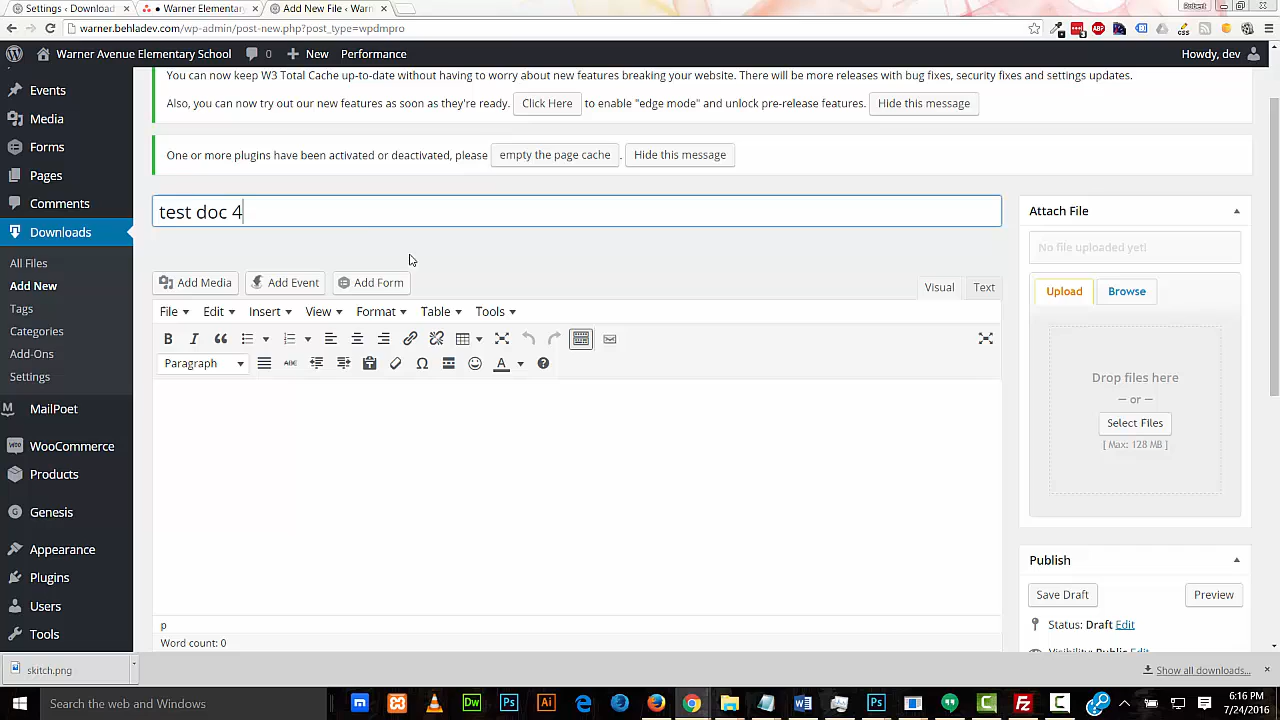 Settings ‹ Download
Warner Elementary
Add New File ‹ Warn
Robert
warner.behladev.com/wp-admin/post-new.php?post_type=wpdmpro
Warner Avenue Elementary School
0
New
Performance
Howdy, dev
Events
Media
Forms
Pages
Comments
Downloads
All Files
Add New
Tags
Categories
Add-Ons
Settings
MailPoet
WooCommerce
Products
Genesis
Appearance
Plugins
Users
Tools
You can now keep W3 Total Cache up-to-date without having to worry about new features breaking your website. There will be more releases with bug fixes, security fixes and settings updates.
Also, you can now try out our new features as soon as they're ready. Click Here to enable "edge mode" and unlock pre-release features. Hide this message
One or more plugins have been activated or deactivated, please empty the page cache . Hide this message
test doc 4
Add Media Add Event Add Form
Visual Text
File Edit Insert View Format Table Tools
Paragraph
p
Word count: 0
Attach File
No file uploaded yet!
Upload Browse
Drop files here
— or —
Select Files
[ Max: 128 MB ]
Publish
Save Draft Preview
Status: Draft Edit
Visibility: Public Edit
skitch.png
Show all downloads...
Search the web and Windows
6:16 PM
7/24/2016